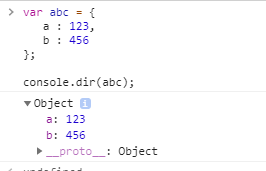 var abc = {
a : 123,
b : 456
};
console.dir(abc);
Object i
a: 123
b: 456
__proto__: Object